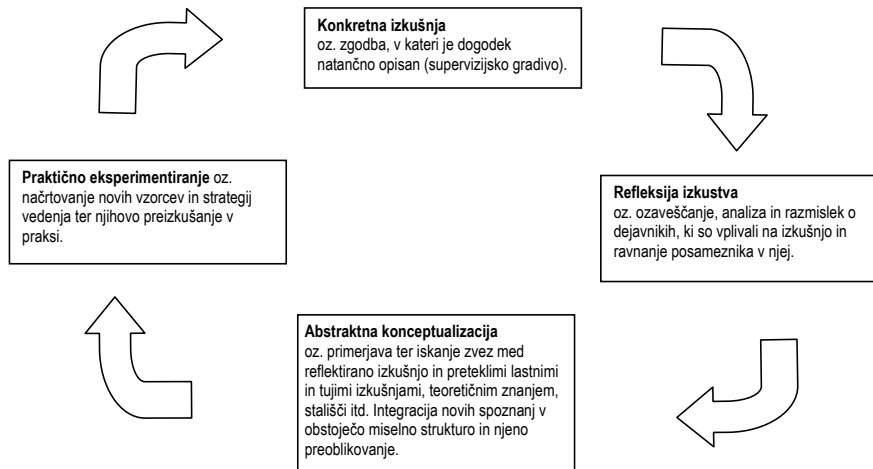 Konkretna izkušnja
oz. zgodba, v kateri je dogodek
natančno opisan (supervizijsko gradivo).
Praktično eksperimentiranje oz.
načrtovanje novih vzorcev in strategij
vedenja ter njihovo preizkušanje v
praksi.
Refleksija izkustva
oz. ozaveščanje, analiza in razmislek o
dejavnikih, ki so vplivali na izkušnjo in
ravnanje posameznika v njej.
Abstraktna konceptualizacija
oz. primerjava ter iskanje zvez med
reflektirano izkušnjo in preteklimi lastnimi
in tujimi izkušnjami, teoretičnim znanjem,
stališči itd. Integracija novih spoznanj v
obstoječo miselno strukturo in njeno
preoblikovanje.